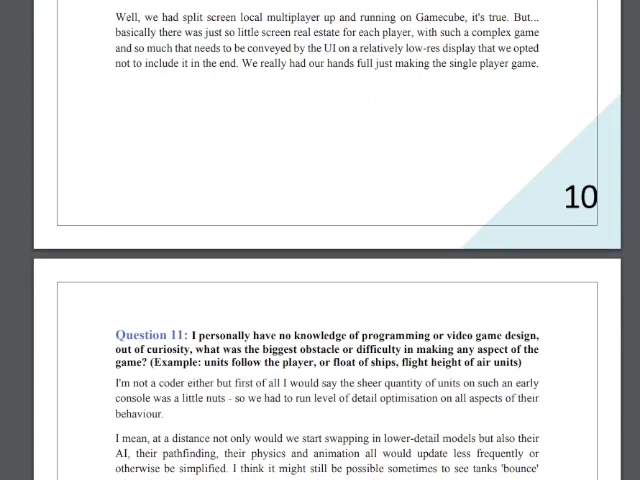 Well, we had split screen local multiplayer up and running on Gamecube, it's true. But...
basically there was just so little screen real estate for each player, with such a complex game
and so much that needs to be conveyed by the UI on a relatively low-res display that we opted
not to include it in the end. We really had our hands full just making the single player game.
10
Question 11: I personally have no knowledge of programming or video game design,
out of curiosity, what was the biggest obstacle or difficulty in making any aspect of the
game? (Example: units follow the player, or float of ships, flight height of air units)
I'm not a coder either but first of all I would say the sheer quantity of units on such an early
console was a little nuts - so we had to run level of detail optimisation on all aspects of their
behaviour.
I mean, at a distance not only would we start swapping in lower-detail models but also their
AI, their pathfinding, their physics and animation all would update less frequently or
otherwise be simplified. I think it might still be possible sometimes to see tanks 'bounce'